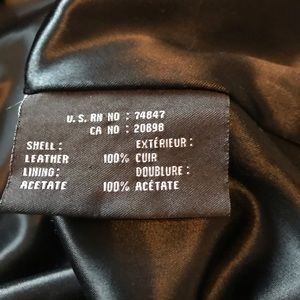 U.S. RN NO : 74847
CA NO : 20898
SHELL : EXTÉRIEUR :
LEATHER 100% CUIR
LINING : DOUBLURE :
ACETATE 100% ACÉTATE